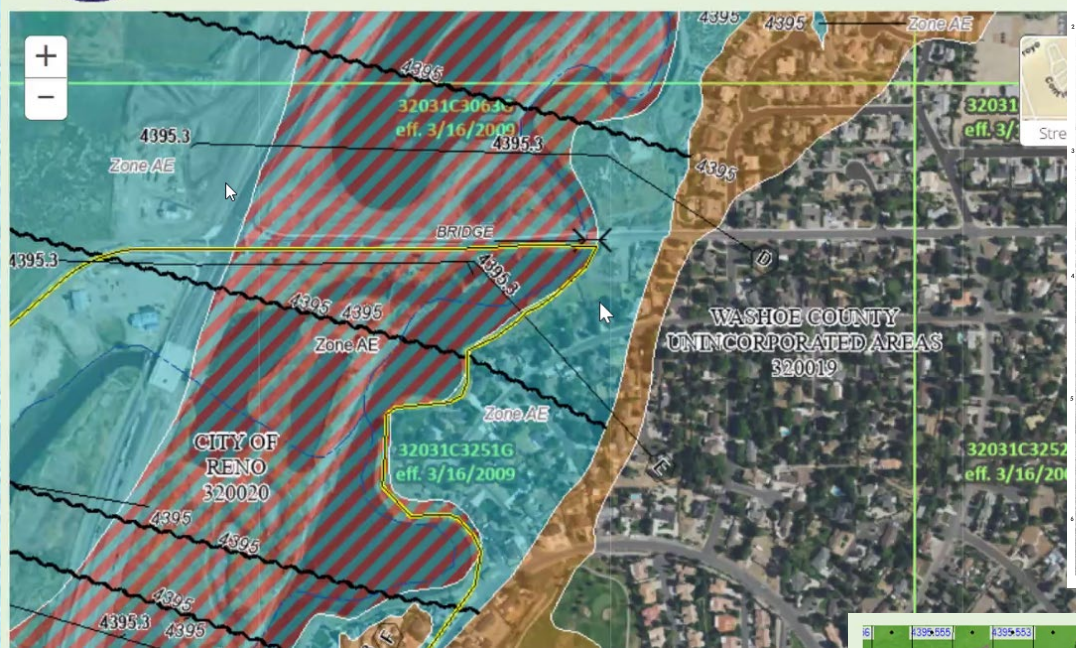 4395
4395
Zone AE
+
−
4395
32031C3063G
eff. 3/16/2009
4395.3
4395.3
Zone AE
4395
Stre
BRIDGE
D
4395.3
4395.3
4395 4395
Zone AE
WASHOE COUNTY
UNINCORPORATED AREAS
320019
Zone AE
CITY OF
RENO
320020
32031C3251G
eff. 3/16/2009
32031C3252
eff. 3/16/20
E
4395
4395
4395
4395.3
4395
F
4395.555
4395.553